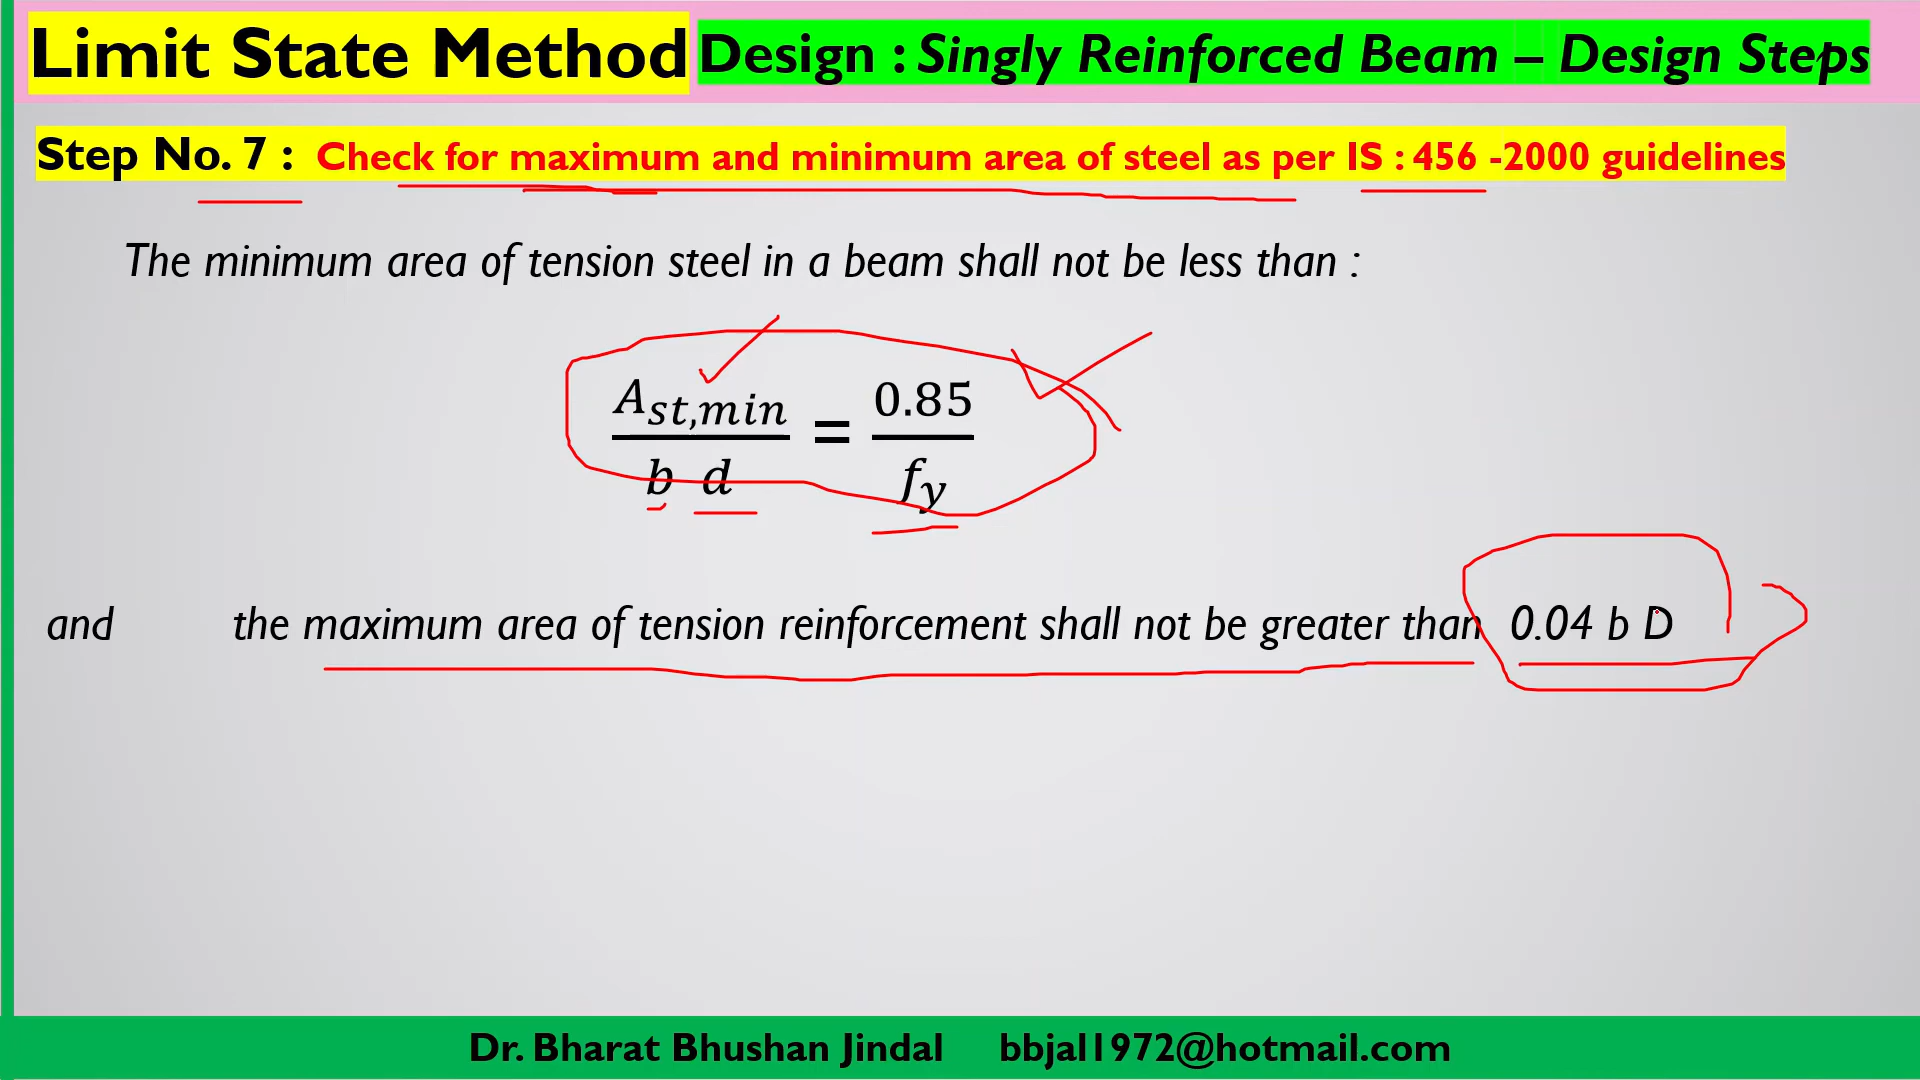 Limit State Method Design : Singly Reinforced Beam – Design Steps
Step No. 7 : Check for maximum and minimum area of steel as per IS : 456 -2000 guidelines
The minimum area of tension steel in a beam shall not be less than :
A_{st,min} / b d = 0.85 / f_y
and the maximum area of tension reinforcement shall not be greater than 0.04 b D
Dr. Bharat Bhushan Jindal bbjal1972@hotmail.com